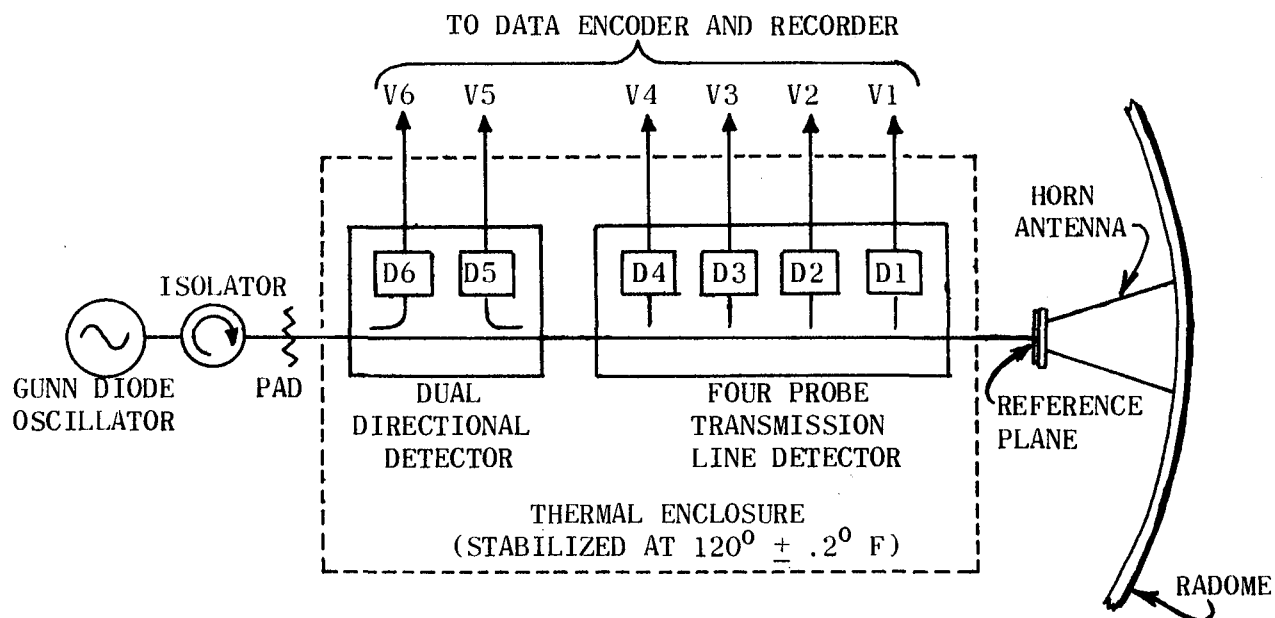 TO DATA ENCODER AND RECORDER
V6 V5 V4 V3 V2 V1
HORN
ANTENNA
D6 D5 D4 D3 D2 D1
ISOLATOR
GUNN DIODE
OSCILLATOR
PAD
DUAL
DIRECTIONAL
DETECTOR
FOUR PROBE
TRANSMISSION
LINE DETECTOR
REFERENCE
PLANE
THERMAL ENCLOSURE
(STABILIZED AT 120° ± .2° F)
RADOME